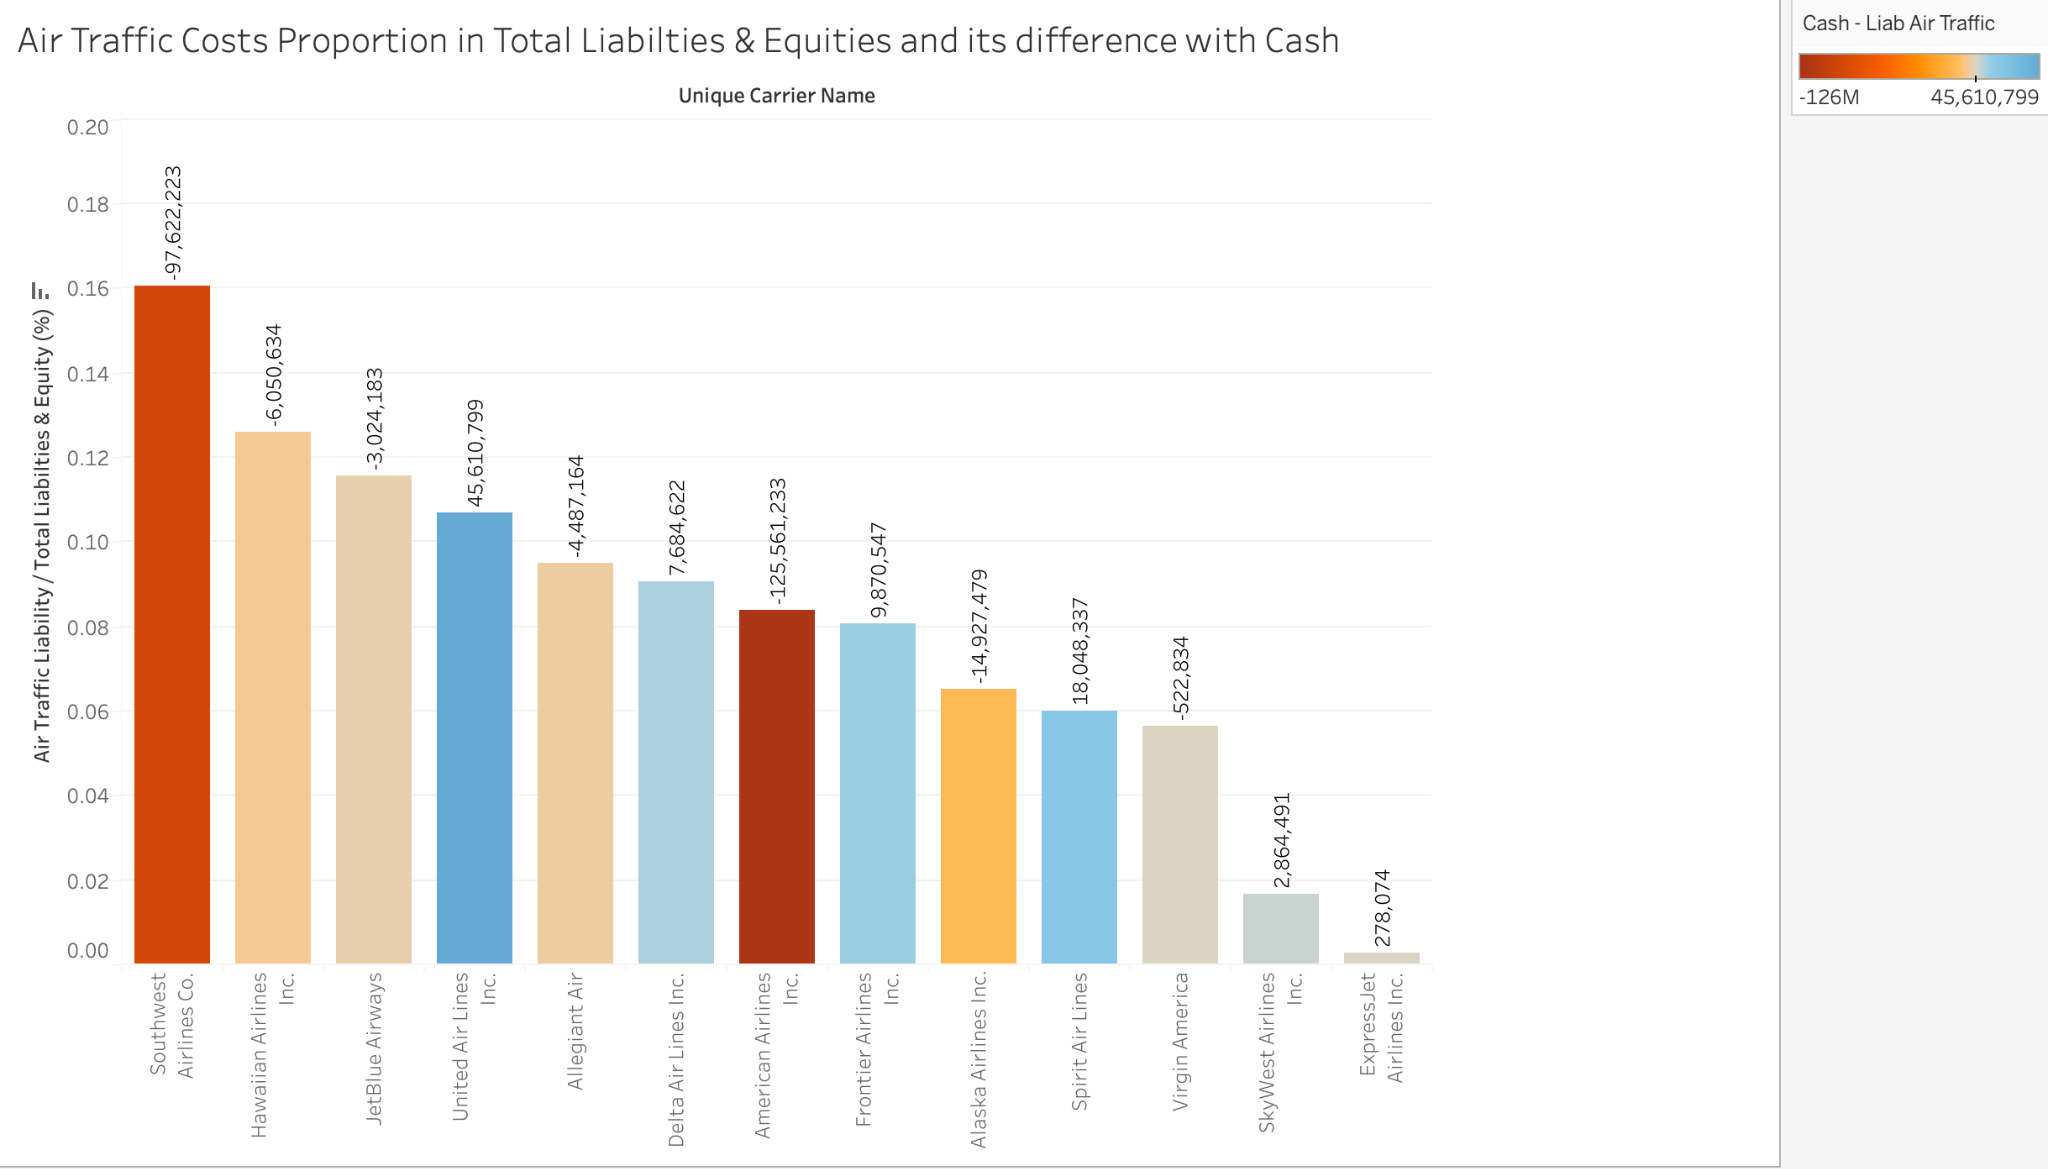 Air Traffic Costs Proportion in Total Liabilties & Equities and its difference with Cash
Cash - Liab Air Traffic
-126M
45,610,799
Unique Carrier Name
Air Traffic Liability / Total Liabilties & Equity (%)
0.20
0.18
0.16
0.14
0.12
0.10
0.08
0.06
0.04
0.02
0.00
-97,622,223
-6,050,634
-3,024,183
45,610,799
-4,487,164
7,684,622
-125,561,233
9,870,547
-14,927,479
18,048,337
-522,834
2,864,491
278,074
Southwest
Airlines Co.
Hawaiian Airlines
Inc.
JetBlue Airways
United Air Lines
Inc.
Allegiant Air
Delta Air Lines Inc.
American Airlines
Inc.
Frontier Airlines
Inc.
Alaska Airlines Inc.
Spirit Air Lines
Virgin America
SkyWest Airlines
Inc.
ExpressJet
Airlines Inc.